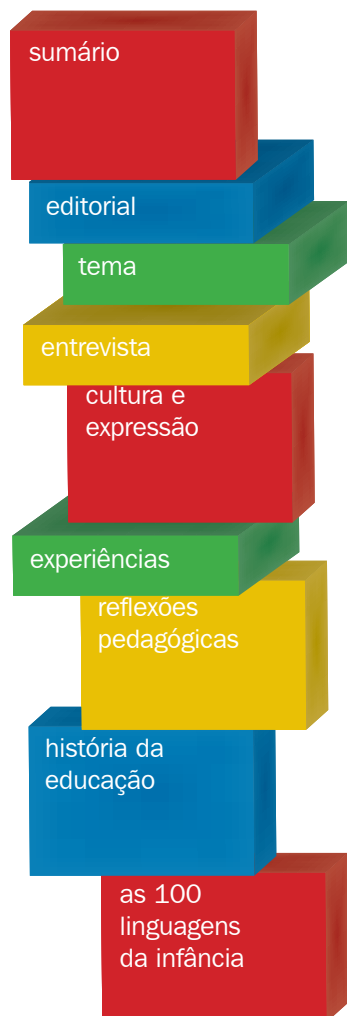 sumário
editorial
tema
entrevista
cultura e
expressão
experiências
reflexões
pedagógicas
história da
educação
as 100
linguagens
da infância